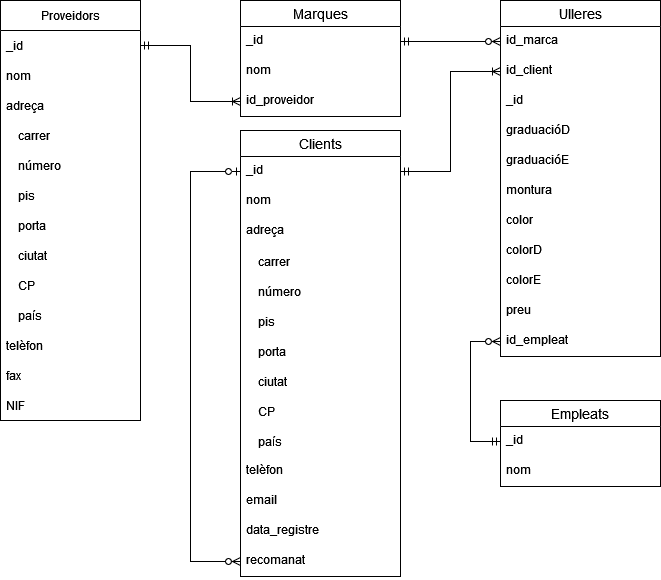 Proveidors
_id
nom
adreça
carrer
número
pis
porta
ciutat
CP
país
telèfon
fax
NIF
Marques
_id
nom
id_proveidor
Clients
_id
nom
adreça
carrer
número
pis
porta
ciutat
CP
país
telèfon
email
data_registre
recomanat
Ulleres
id_marca
id_client
_id
graduacióD
graduacióE
montura
color
colorD
colorE
preu
id_empleat
Empleats
_id
nom